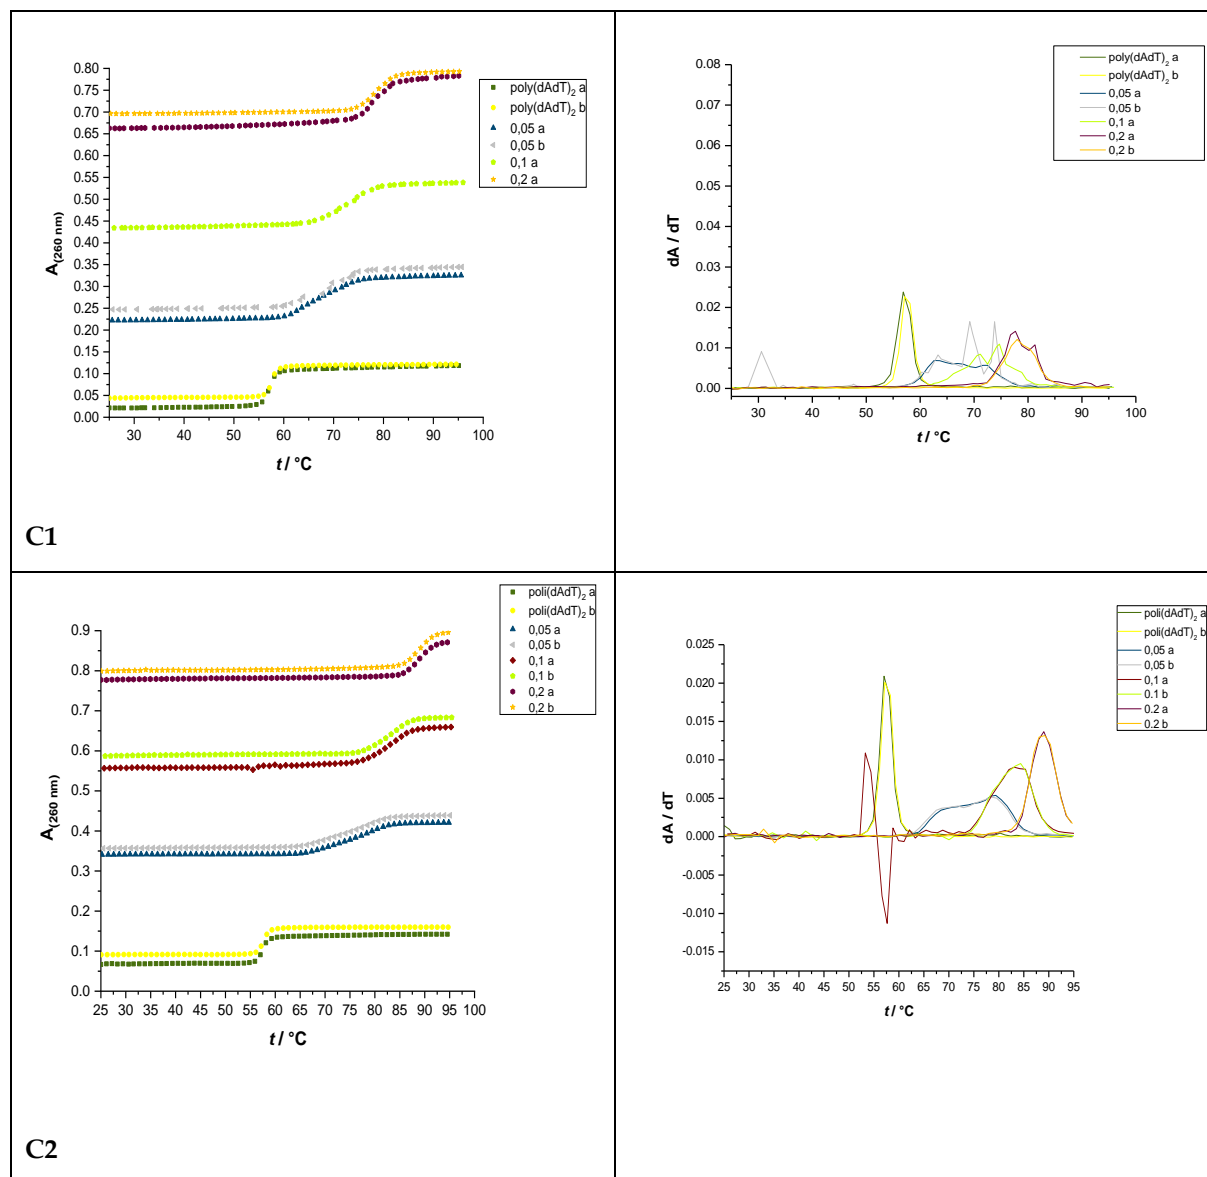 0.80
0.75
0.70
0.65
0.60
0.55
0.50
0.45
0.40
0.35
0.30
0.25
0.20
0.15
0.10
0.05
0.00
A(260 nm)
30 40 50 60 70 80 90 100
t / °C
poly(dAdT)2 a
poly(dAdT)2 b
0,05 a
0,05 b
0,1 a
0,2 a
C1
0.08
0.07
0.06
0.05
0.04
0.03
0.02
0.01
0.00
dA / dT
30 40 50 60 70 80 90 100
t / °C
poly(dAdT)2 a
poly(dAdT)2 b
0,05 a
0,05 b
0,1 a
0,2 a
0,2 b
0.9
0.8
0.7
0.6
0.5
0.4
0.3
0.2
0.1
0.0
A(260 nm)
25 30 35 40 45 50 55 60 65 70 75 80 85 90 95 100
t / °C
poli(dAdT)2 a
poli(dAdT)2 b
0,05 a
0,05 b
0,1 a
0,1 b
0,2 a
0,2 b
C2
0.025
0.020
0.015
0.010
0.005
0.000
-0.005
-0.010
-0.015
dA / dT
25 30 35 40 45 50 55 60 65 70 75 80 85 90 95
t / °C
poli(dAdT)2 a
poli(dAdT)2 b
0,05 a
0,05 b
0,1 a
0,1 b
0.2 a
0.2 b